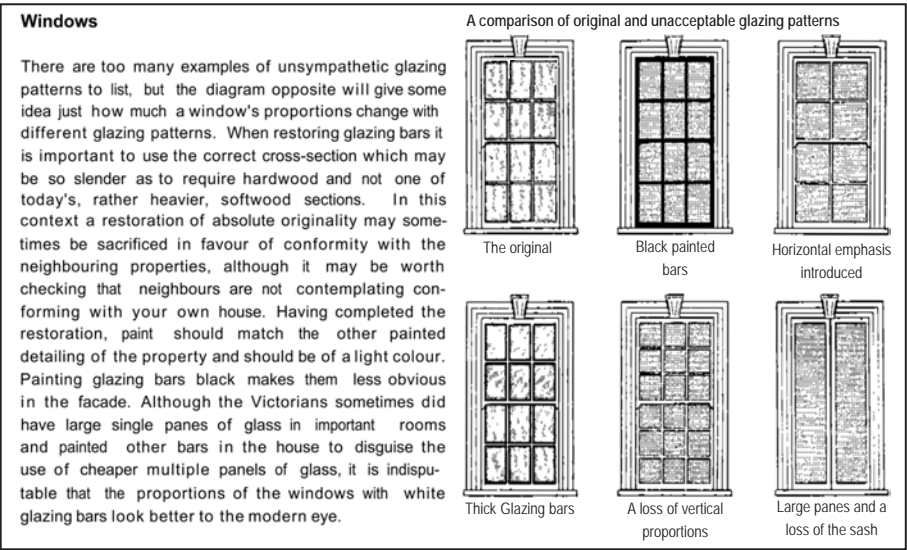 Windows
There are too many examples of unsympathetic glazing
patterns to list, but the diagram opposite will give some
idea just how much a window's proportions change with
different glazing patterns. When restoring glazing bars it
is important to use the correct cross-section which may
be so slender as to require hardwood and not one of
today's, rather heavier, softwood sections. In this
context a restoration of absolute originality may some-
times be sacrificed in favour of conformity with the
neighbouring properties, although it may be worth
checking that neighbours are not contemplating con-
forming with your own house. Having completed the
restoration, paint should match the other painted
detailing of the property and should be of a light colour.
Painting glazing bars black makes them less obvious
in the facade. Although the Victorians sometimes did
have large single panes of glass in important rooms
and painted other bars in the house to disguise the
use of cheaper multiple panels of glass, it is indispu-
table that the proportions of the windows with white
glazing bars look better to the modern eye.
A comparison of original and unacceptable glazing patterns
The original
Black painted
bars
Horizontal emphasis
introduced
Thick Glazing bars
A loss of vertical
proportions
Large panes and a
loss of the sash